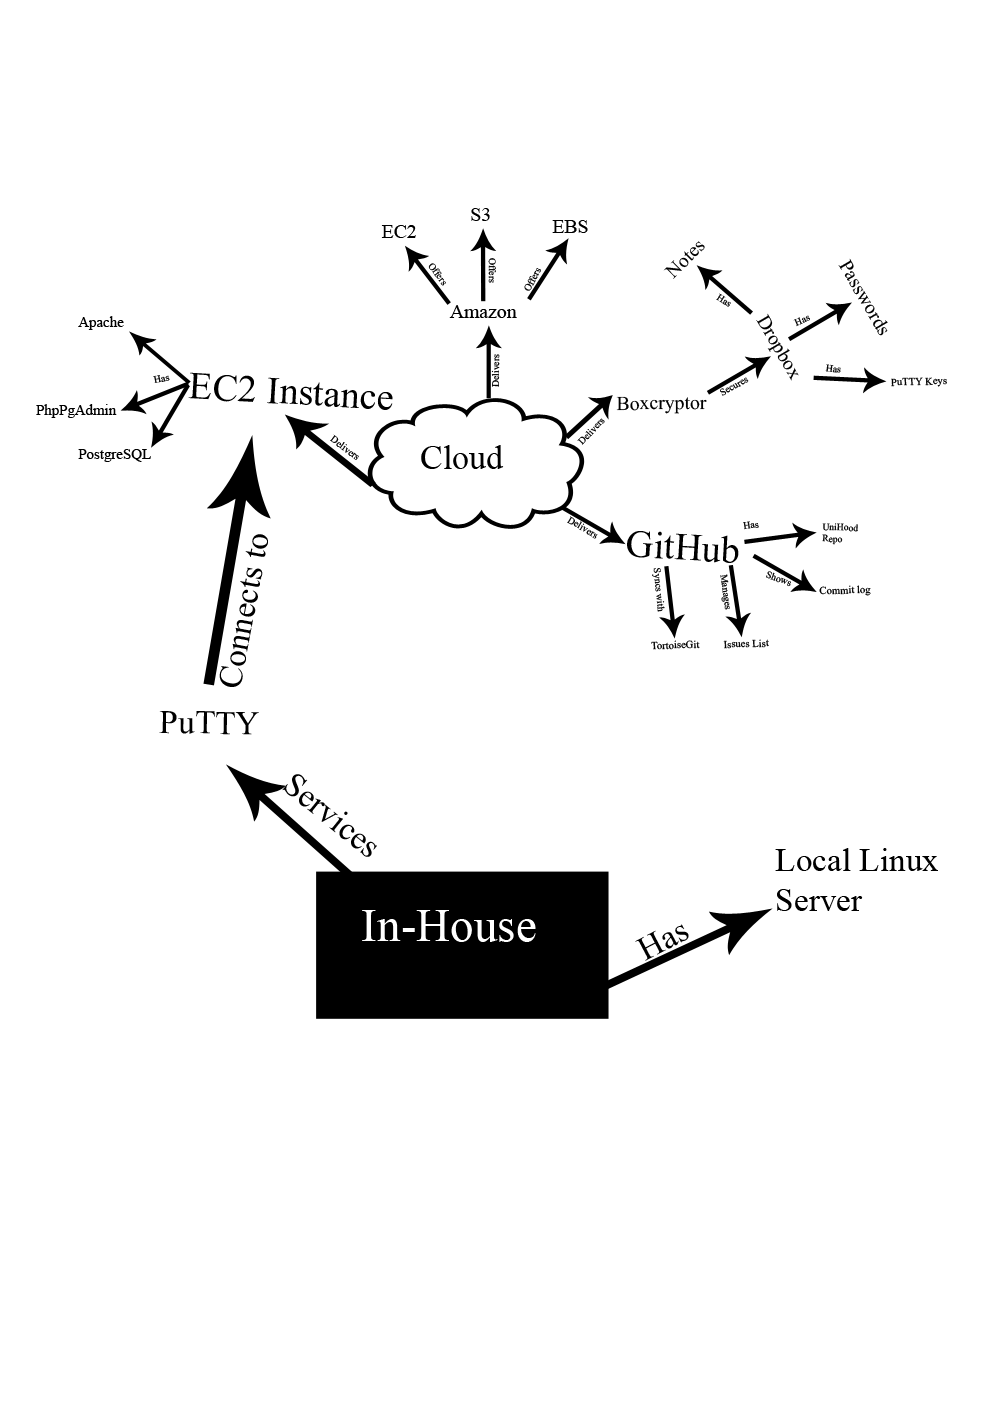 S3
EC2
EBS
Offers
Offers
Offers
Amazon
Delivers
Notes
Passwords
Has
Has
Dropbox
Has
PuTTY Keys
Secures
Boxcryptor
Delivers
Apache
Has
PhpPgAdmin
PostgreSQL
EC2 Instance
Delivers
Cloud
Delivers
GitHub
Has
UniHood
Repo
Shows
Commit log
Syncs with
Manages
TortoiseGit
Issues List
Connects to
PuTTY
Services
In-House
Has
Local Linux
Server